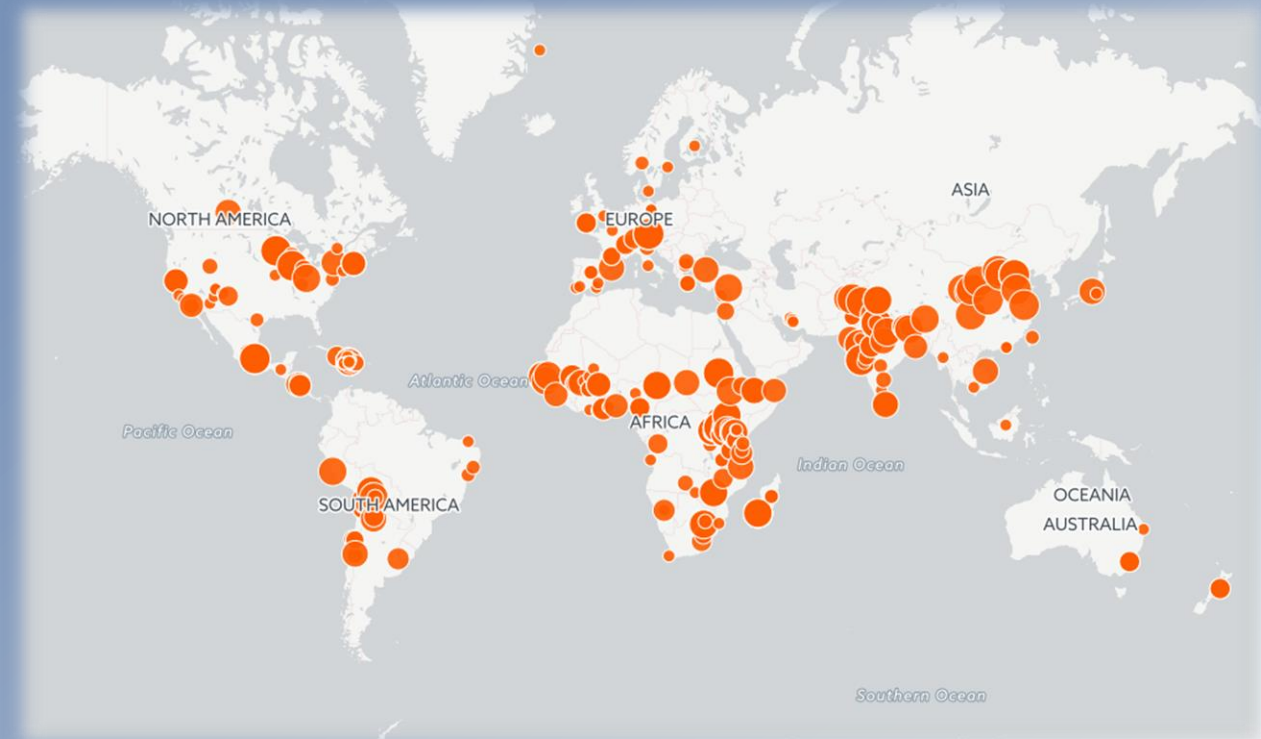 ASIA
NORTH AMERICA
EUROPE
Atlantic Ocean
AFRICA
Pacific Ocean
Indian Ocean
OCEANIA
SOUTH AMERICA
AUSTRALIA
Southern Ocean